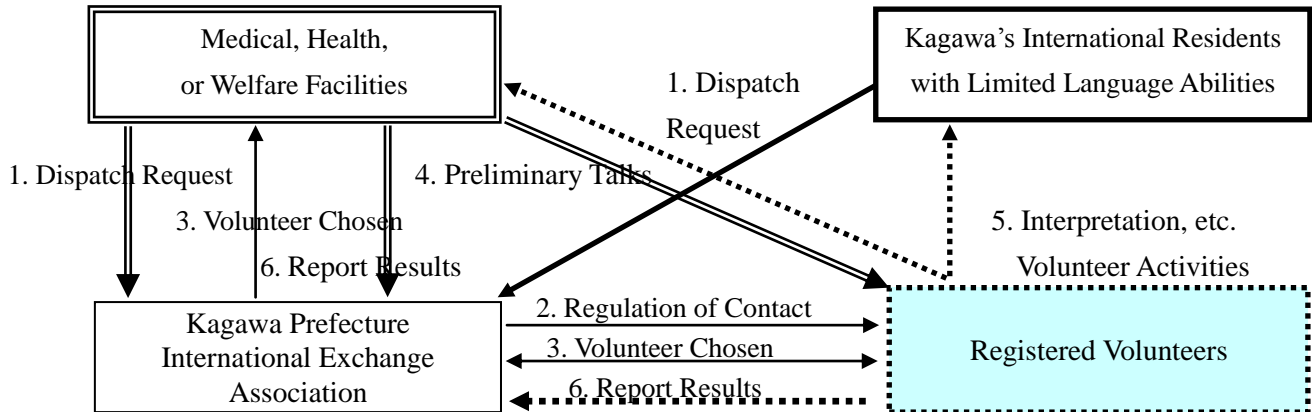 Medical, Health,
or Welfare Facilities
Kagawa’s International Residents
with Limited Language Abilities
1. Dispatch
Request
1. Dispatch Request
4. Preliminary Talks
3. Volunteer Chosen
6. Report Results
5. Interpretation, etc.
Volunteer Activities
Kagawa Prefecture
International Exchange
Association
2. Regulation of Contact
3. Volunteer Chosen
6. Report Results
Registered Volunteers